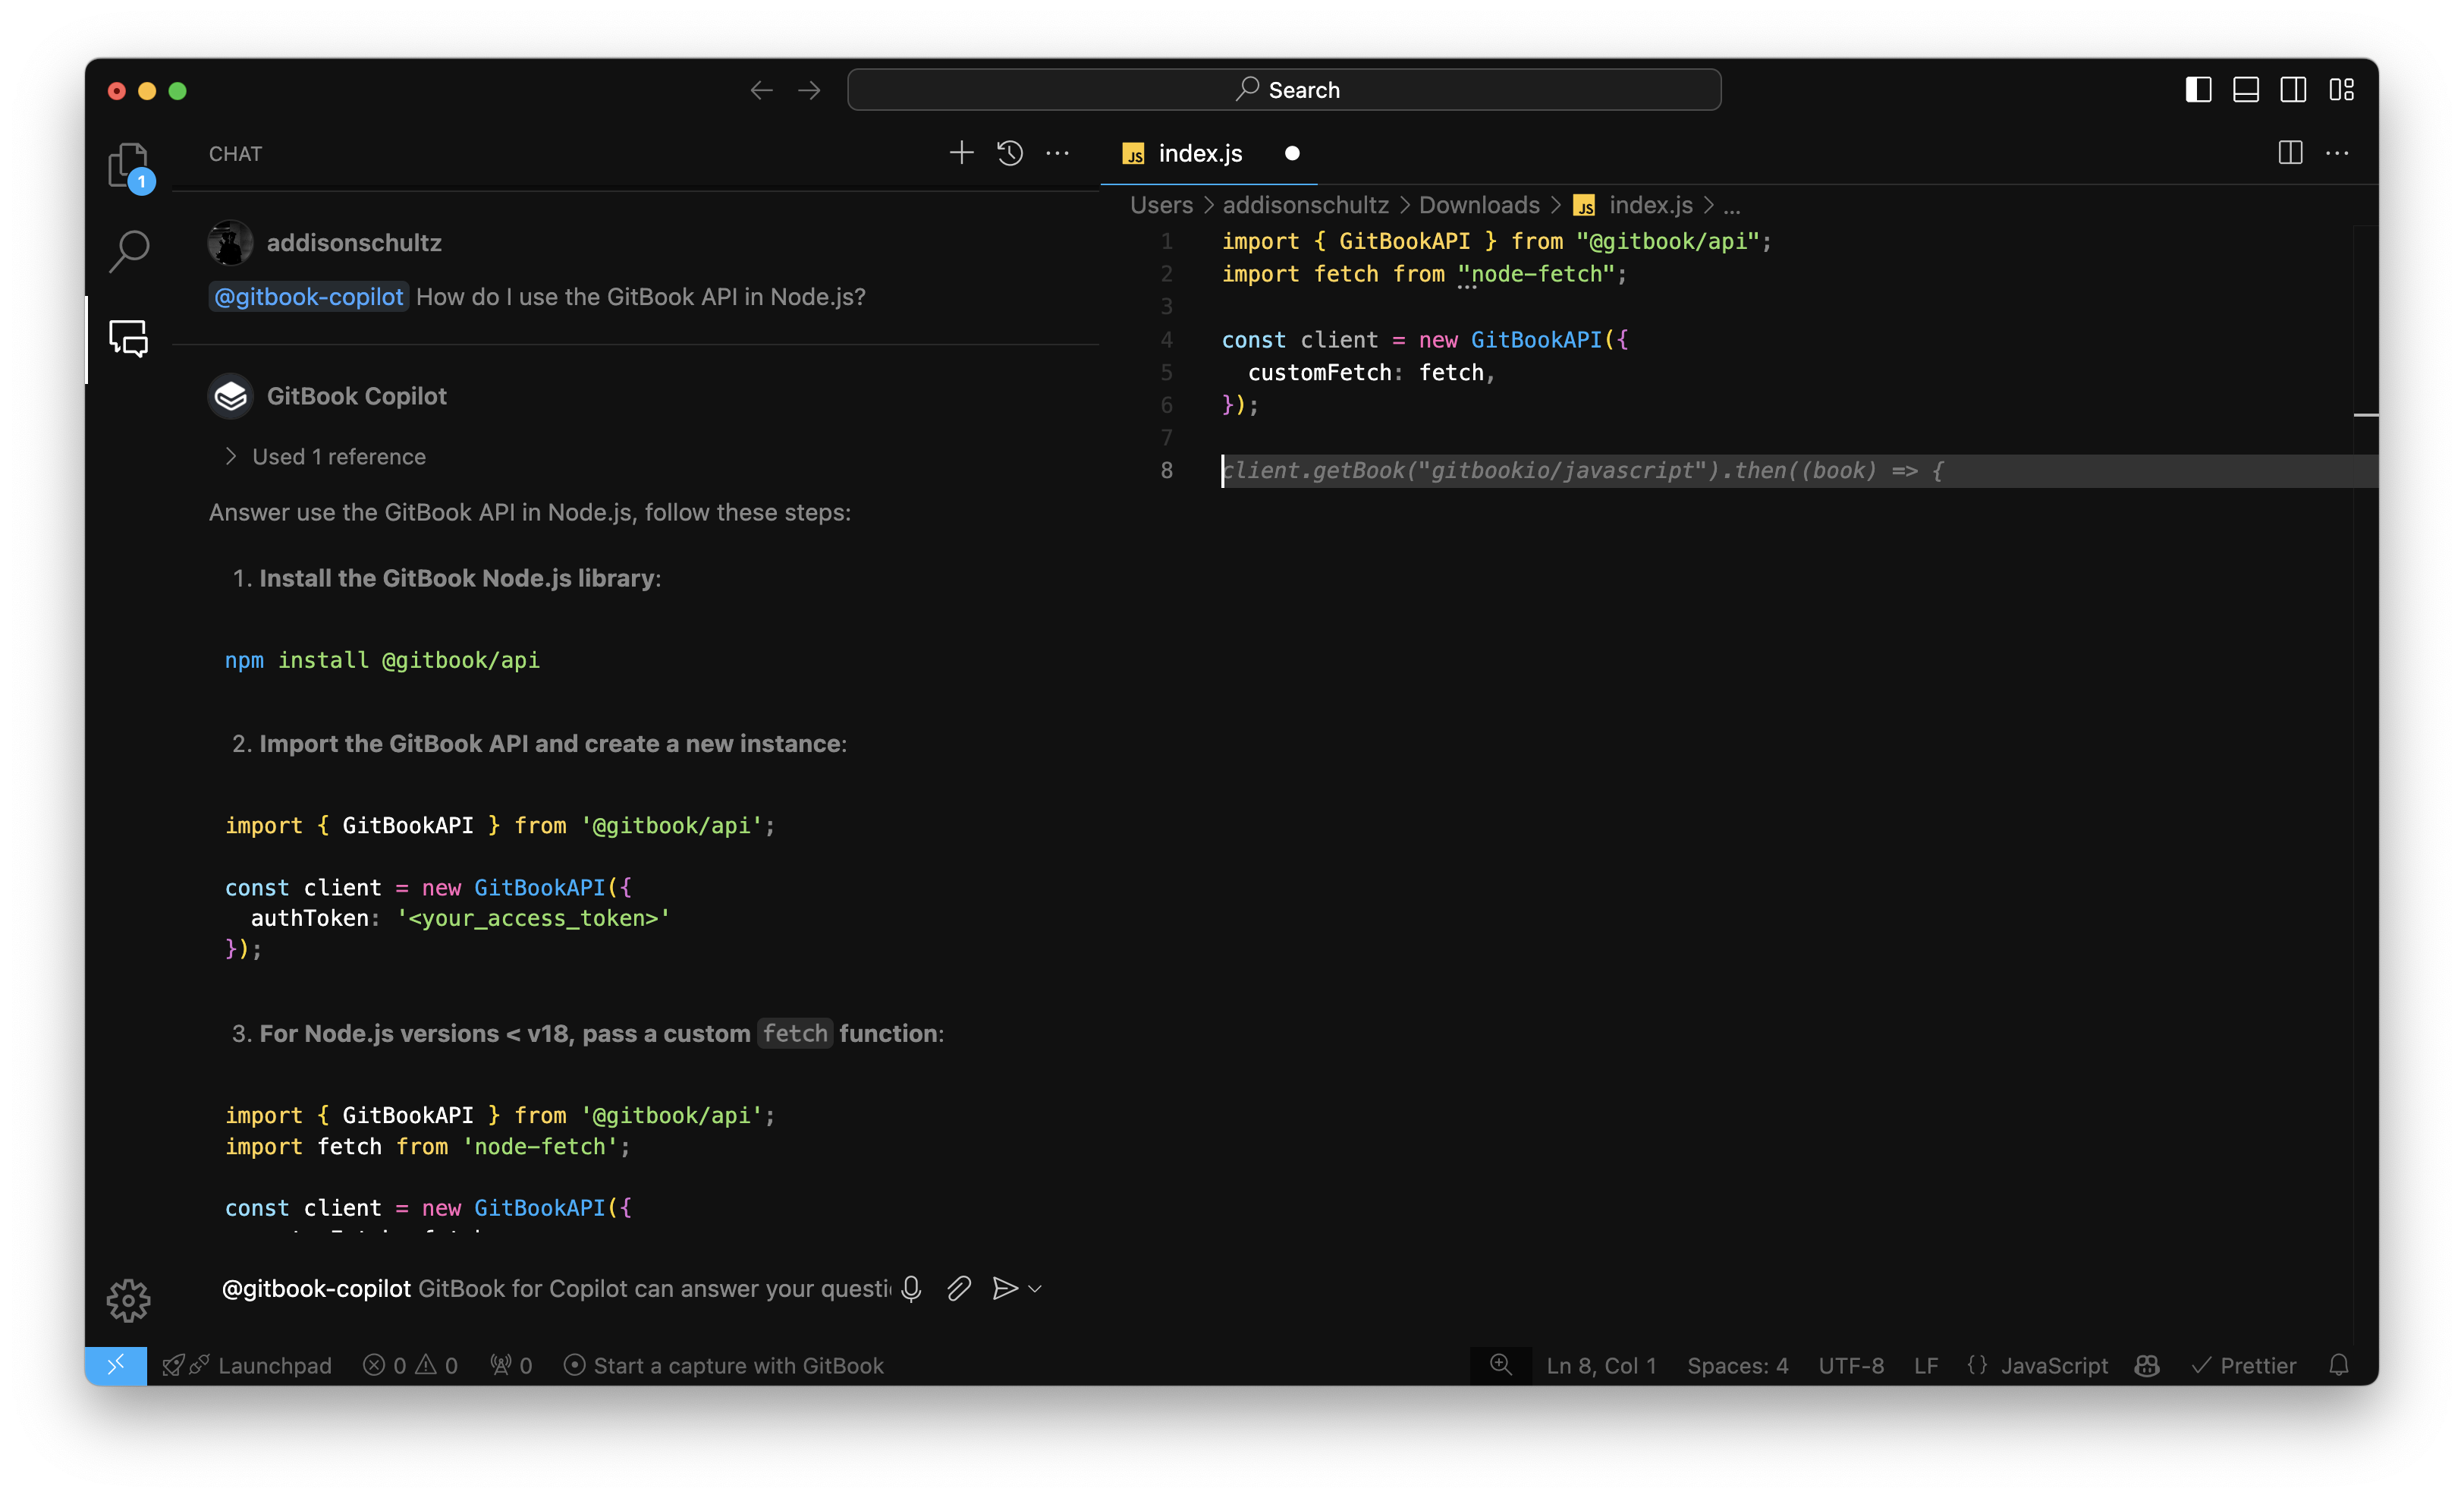 Search
CHAT
1
addisonschultz
@gitbook-copilot How do I use the GitBook API in Node.js?
GitBook Copilot
Used 1 reference
Answer use the GitBook API in Node.js, follow these steps:
1. Install the GitBook Node.js library:
npm install @gitbook/api
2. Import the GitBook API and create a new instance:
import { GitBookAPI } from '@gitbook/api';
const client = new GitBookAPI({
authToken: '<your_access_token>'
});
3. For Node.js versions < v18, pass a custom fetch function:
import { GitBookAPI } from '@gitbook/api';
import fetch from 'node-fetch';
const client = new GitBookAPI({
@gitbook-copilot GitBook for Copilot can answer your questi
JS index.js
Users > addisonschultz > Downloads > JS index.js > ...
1 import { GitBookAPI } from "@gitbook/api";
2 import fetch from "node-fetch";
3
4 const client = new GitBookAPI({
5 customFetch: fetch,
6 });
7
8 client.getBook("gitbookio/javascript").then((book) => {
Launchpad 0 0 0 Start a capture with GitBook
Ln 8, Col 1 Spaces: 4 UTF-8 LF {} JavaScript Prettier